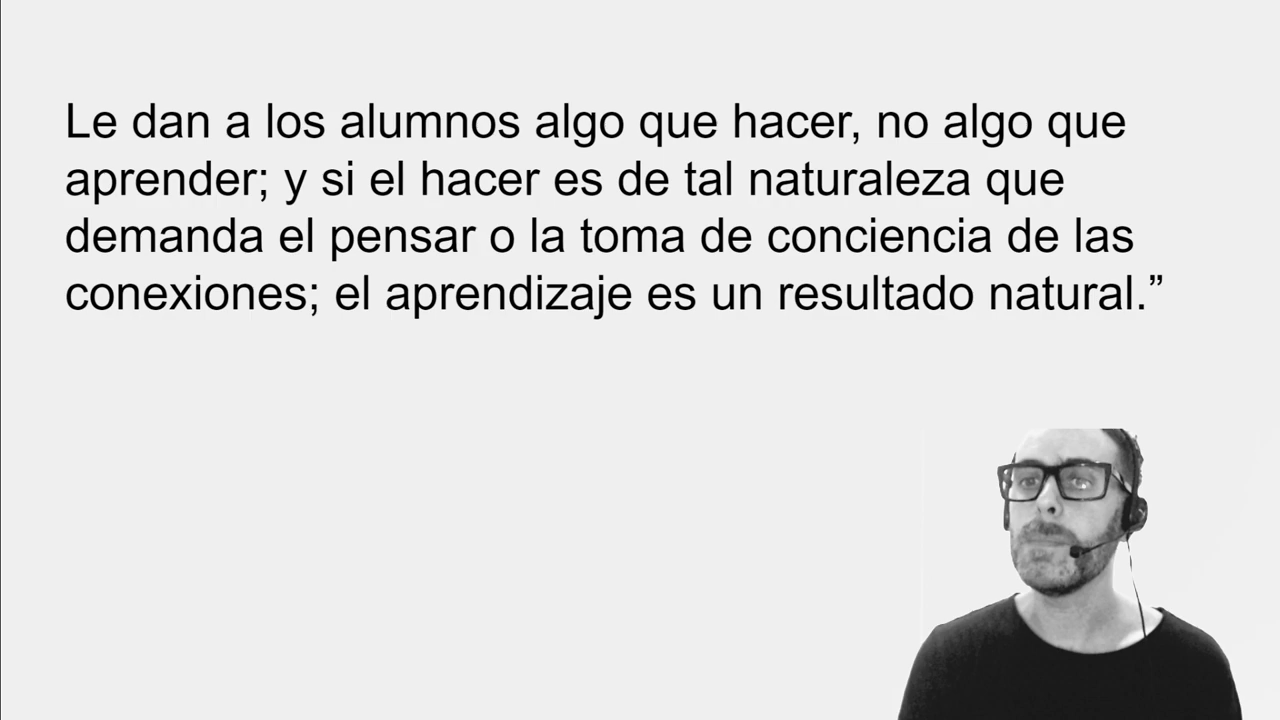 Le dan a los alumnos algo que hacer, no algo que
aprender; y si el hacer es de tal naturaleza que
demanda el pensar o la toma de conciencia de las
conexiones; el aprendizaje es un resultado natural.”